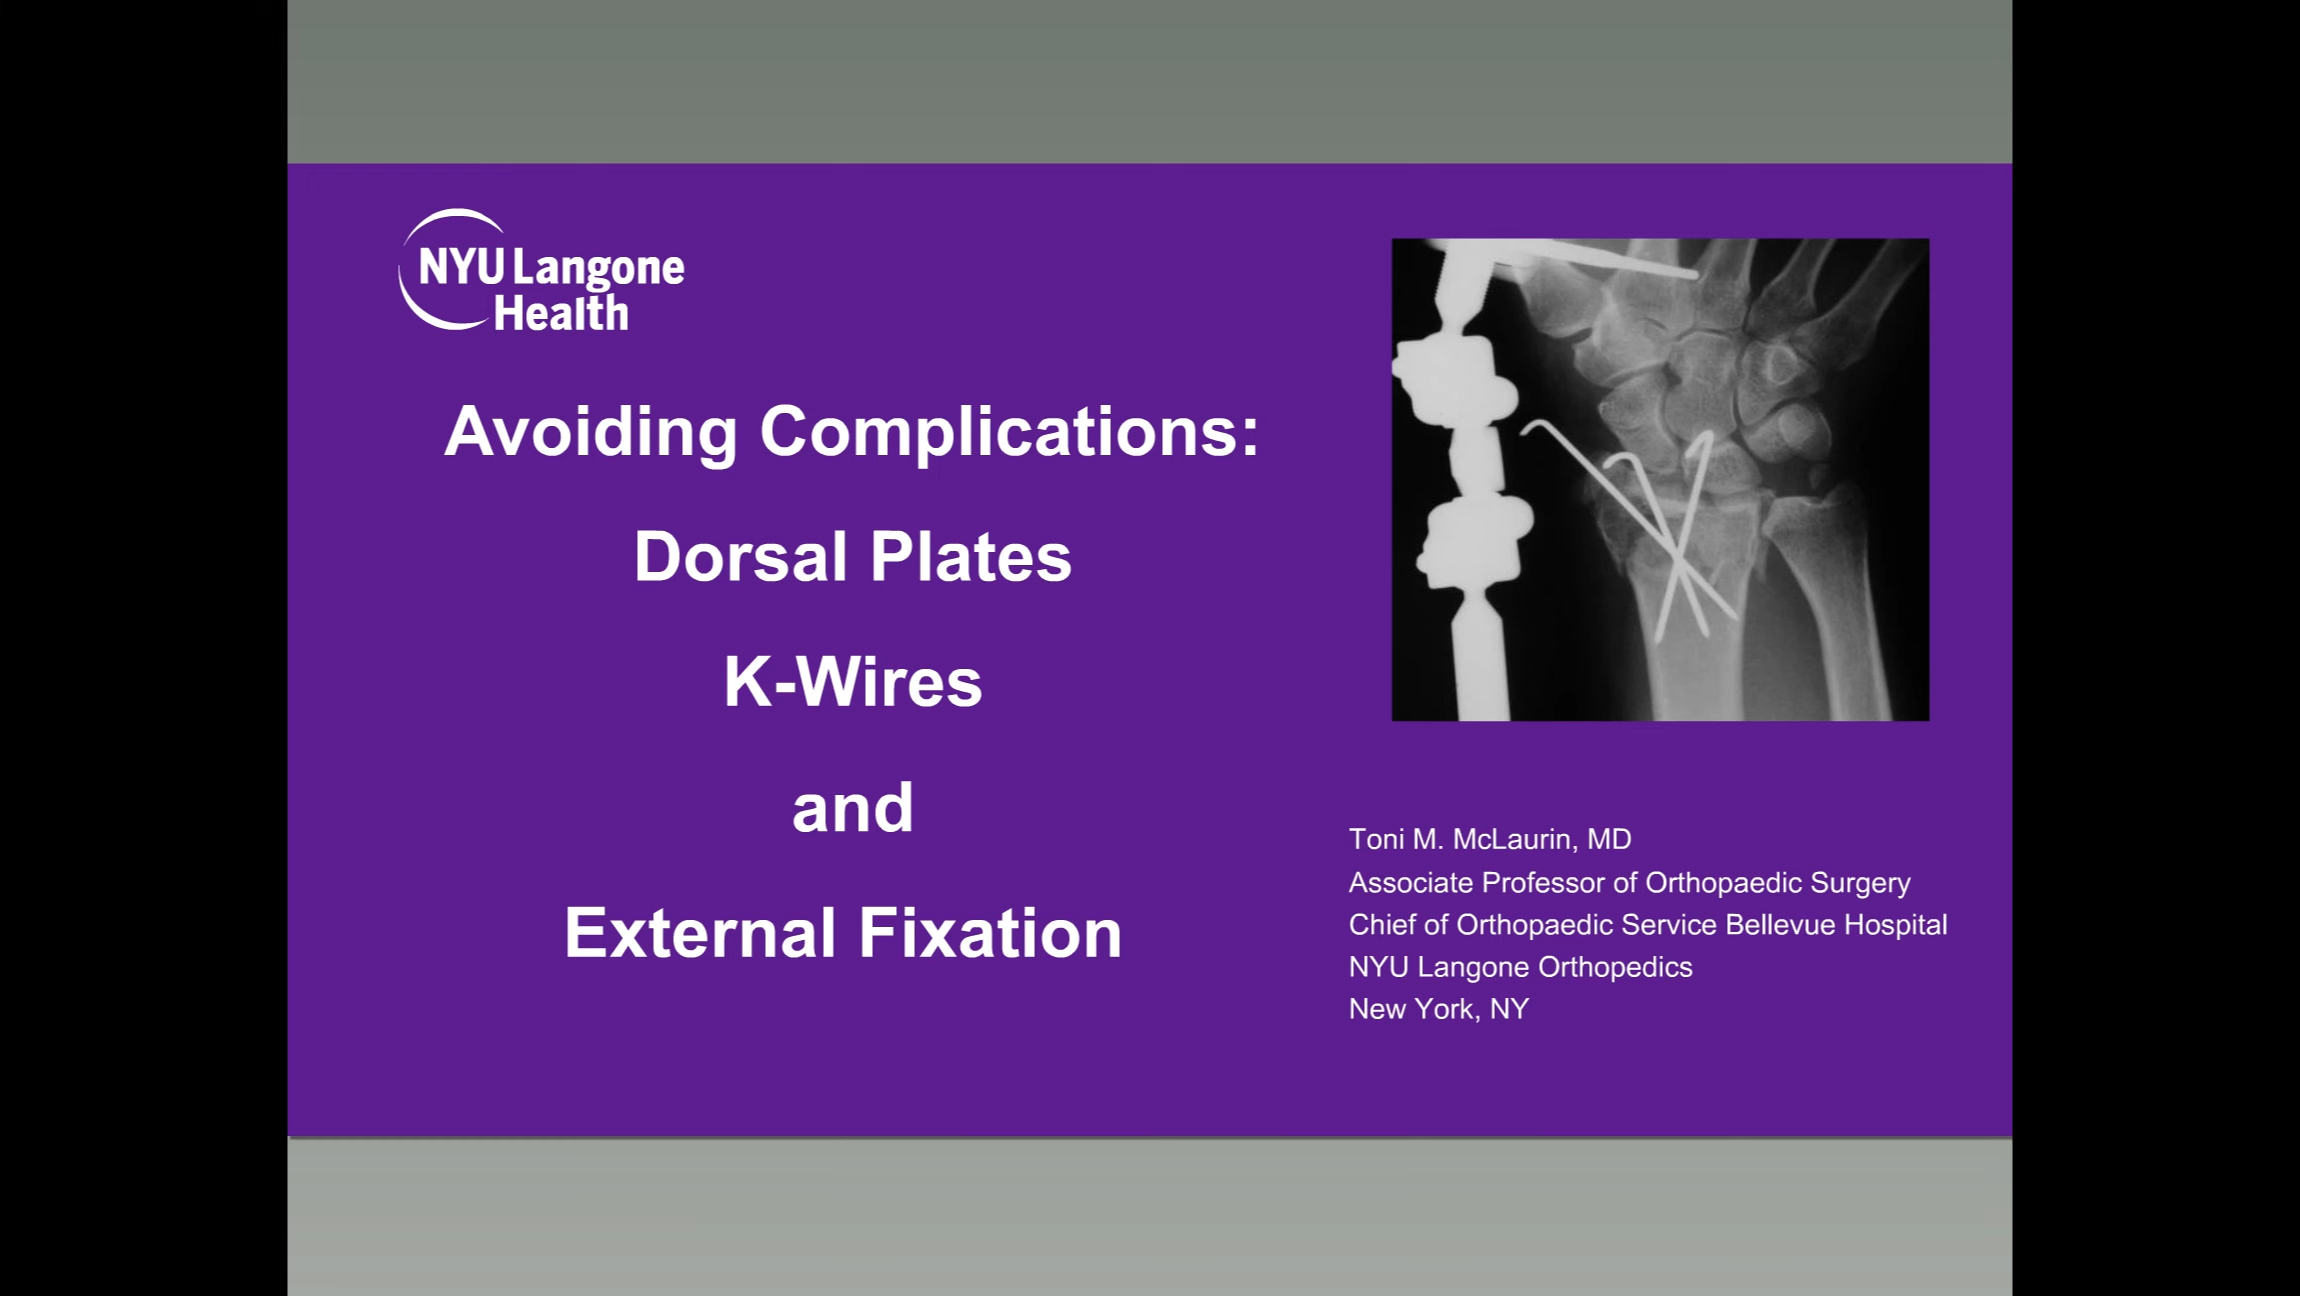 NYU Langone
Health
Avoiding Complications:
Dorsal Plates
K-Wires
and
External Fixation
Toni M. McLaurin, MD
Associate Professor of Orthopaedic Surgery
Chief of Orthopaedic Service Bellevue Hospital
NYU Langone Orthopedics
New York, NY